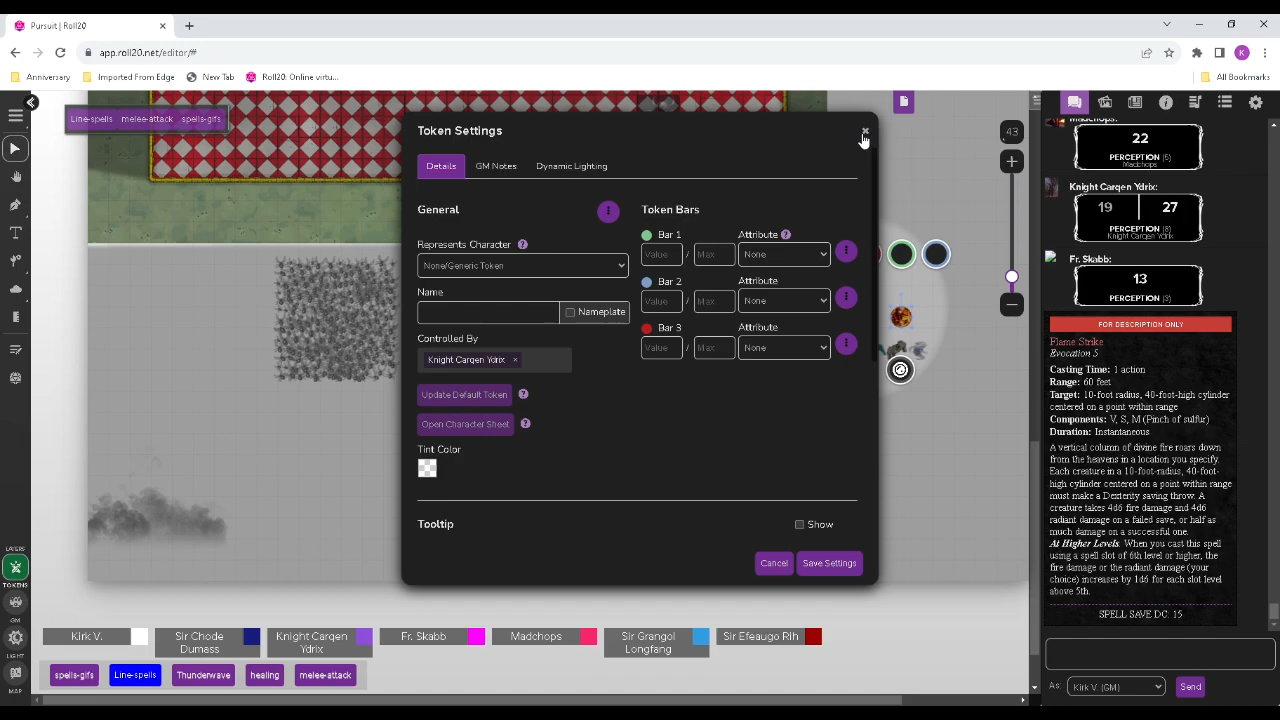 Pursuit | Roll20
app.roll20.net/editor/#
K
Anniversary
Imported From Edge
New Tab
Roll20: Online virtu...
All Bookmarks
Line-spells melee-attack spells-gifs
Token Settings
Details GM Notes Dynamic Lighting
General
Represents Character ?
None/Generic Token
Name
Nameplate
Controlled By
Knight Carqen Ydrix ×
Update Default Token ?
Open Character Sheet ?
Tint Color
Token Bars
Bar 1 Attribute ?
Value / Max None
Bar 2 Attribute
Value / Max None
Bar 3 Attribute
Value / Max None
Tooltip Show
Cancel Save Settings
43
Madchops:
22
PERCEPTION (5)
Madchops
Knight Carqen Ydrix:
19 27
PERCEPTION (8)
Knight Carqen Ydrix
Fr. Skabb:
13
PERCEPTION (3)
FOR DESCRIPTION ONLY
Flame Strike
Evocation 5
Casting Time: 1 action
Range: 60 feet
Target: 10-foot radius, 40-foot-high cylinder
centered on a point within range
Components: V, S, M (Pinch of sulfur)
Duration: Instantaneous
A vertical column of divine fire roars down
from the heavens in a location you specify.
Each creature in a 10-foot-radius, 40-foot-
high cylinder centered on a point within range
must make a Dexterity saving throw. A
creature takes 4d6 fire damage and 4d6
radiant damage on a failed save, or half as
much damage on a successful one.
At Higher Levels. When you cast this spell
using a spell slot of 6th level or higher, the
fire damage or the radiant damage (your
choice) increases by 1d6 for each slot level
above 5th.
SPELL SAVE DC: 15
As: Kirk V. (GM) Send
LAYERS
TOKENS
GM
LIGHT
MAP
Kirk V.
Sir Chode
Dumass
Knight Carqen
Ydrix
Fr. Skabb
Madchops
Sir Grangol
Longfang
Sir Efeaugo Rih
spells-gifs Line-spells Thunderwave healing melee-attack